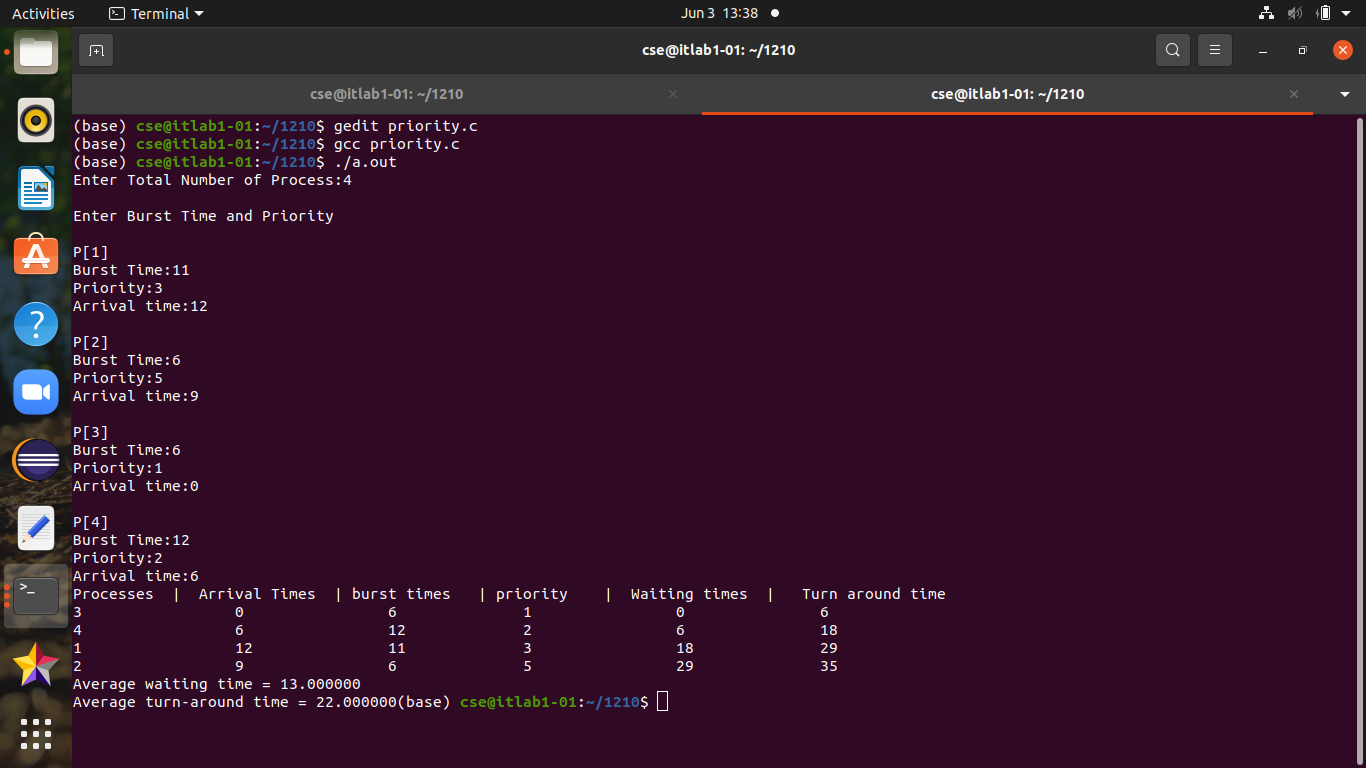 Activities Terminal Jun 3 13:38
cse@itlab1-01: ~/1210
cse@itlab1-01: ~/1210 cse@itlab1-01: ~/1210
(base) cse@itlab1-01:~/1210$ gedit priority.c
(base) cse@itlab1-01:~/1210$ gcc priority.c
(base) cse@itlab1-01:~/1210$ ./a.out
Enter Total Number of Process:4
Enter Burst Time and Priority
P[1]
Burst Time:11
Priority:3
Arrival time:12
P[2]
Burst Time:6
Priority:5
Arrival time:9
P[3]
Burst Time:6
Priority:1
Arrival time:0
P[4]
Burst Time:12
Priority:2
Arrival time:6
Processes | Arrival Times | burst times | priority | Waiting times | Turn around time
3 0 6 1 0 6
4 6 12 2 6 18
1 12 11 3 18 29
2 9 6 5 29 35
Average waiting time = 13.000000
Average turn-around time = 22.000000(base) cse@itlab1-01:~/1210$